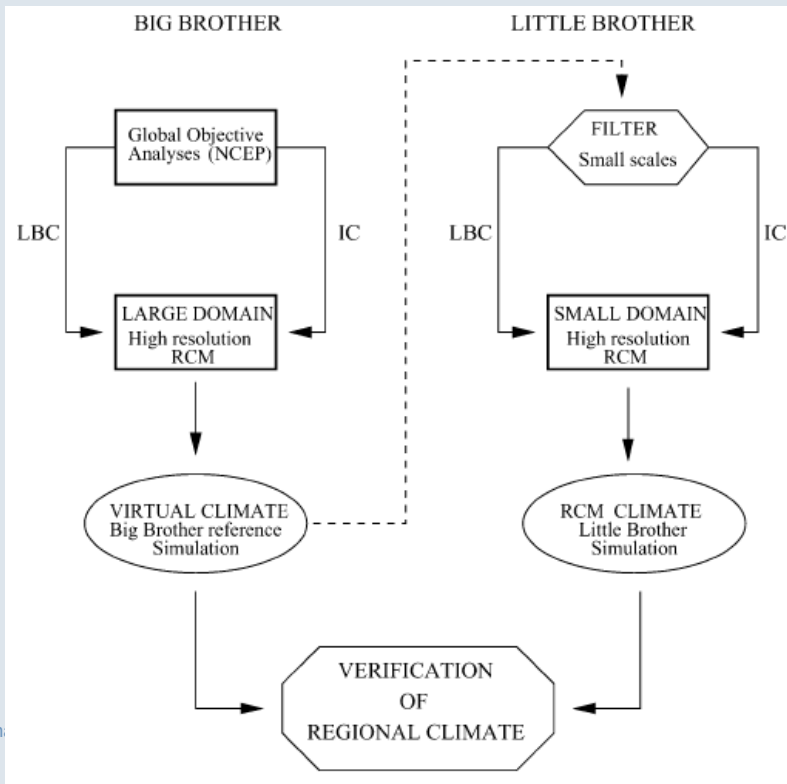 BIG BROTHER
LITTLE BROTHER
Global Objective
Analyses (NCEP)
FILTER
Small scales
LBC
IC
LBC
IC
LARGE DOMAIN
High resolution
RCM
SMALL DOMAIN
High resolution
RCM
VIRTUAL CLIMATE
Big Brother reference
Simulation
RCM CLIMATE
Little Brother
Simulation
VERIFICATION
OF
REGIONAL CLIMATE